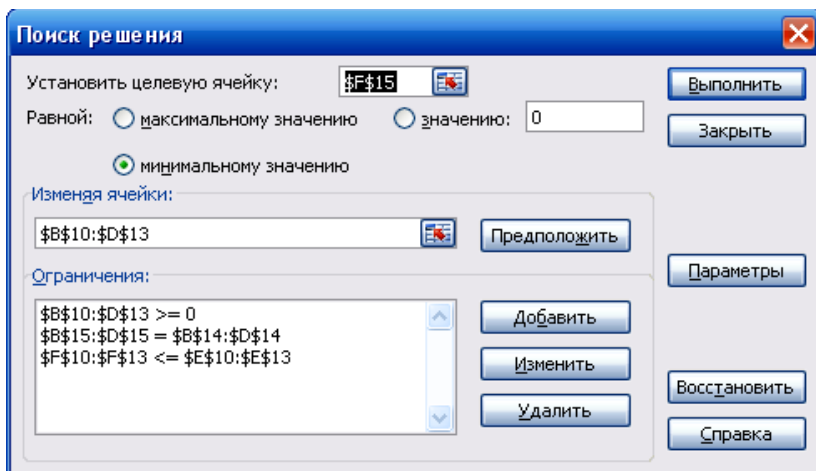 Поиск решения
Установить целевую ячейку: $F$15
Выполнить
Равной: максимальному значению значению: 0
Закрыть
минимальному значению
Изменяя ячейки:
$B$10:$D$13
Предположить
Параметры
Ограничения:
$B$10:$D$13 >= 0
$B$15:$D$15 = $B$14:$D$14
$F$10:$F$13 <= $E$10:$E$13
Добавить
Изменить
Удалить
Восстановить
Справка